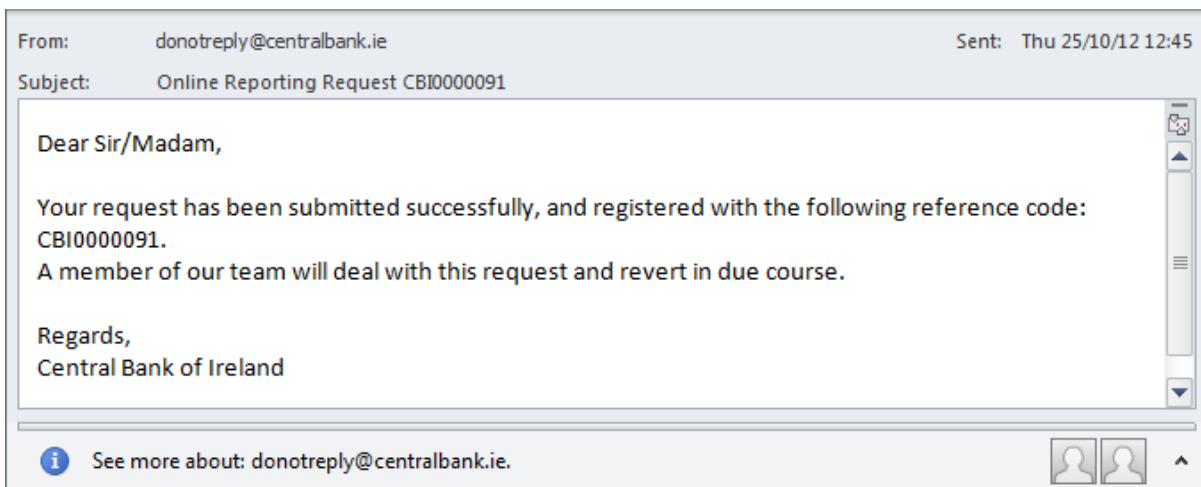 From: donotreply@centralbank.ie Sent: Thu 25/10/12 12:45
Subject: Online Reporting Request CBI0000091
Dear Sir/Madam,
Your request has been submitted successfully, and registered with the following reference code:
CBI0000091.
A member of our team will deal with this request and revert in due course.
Regards,
Central Bank of Ireland
See more about: donotreply@centralbank.ie.